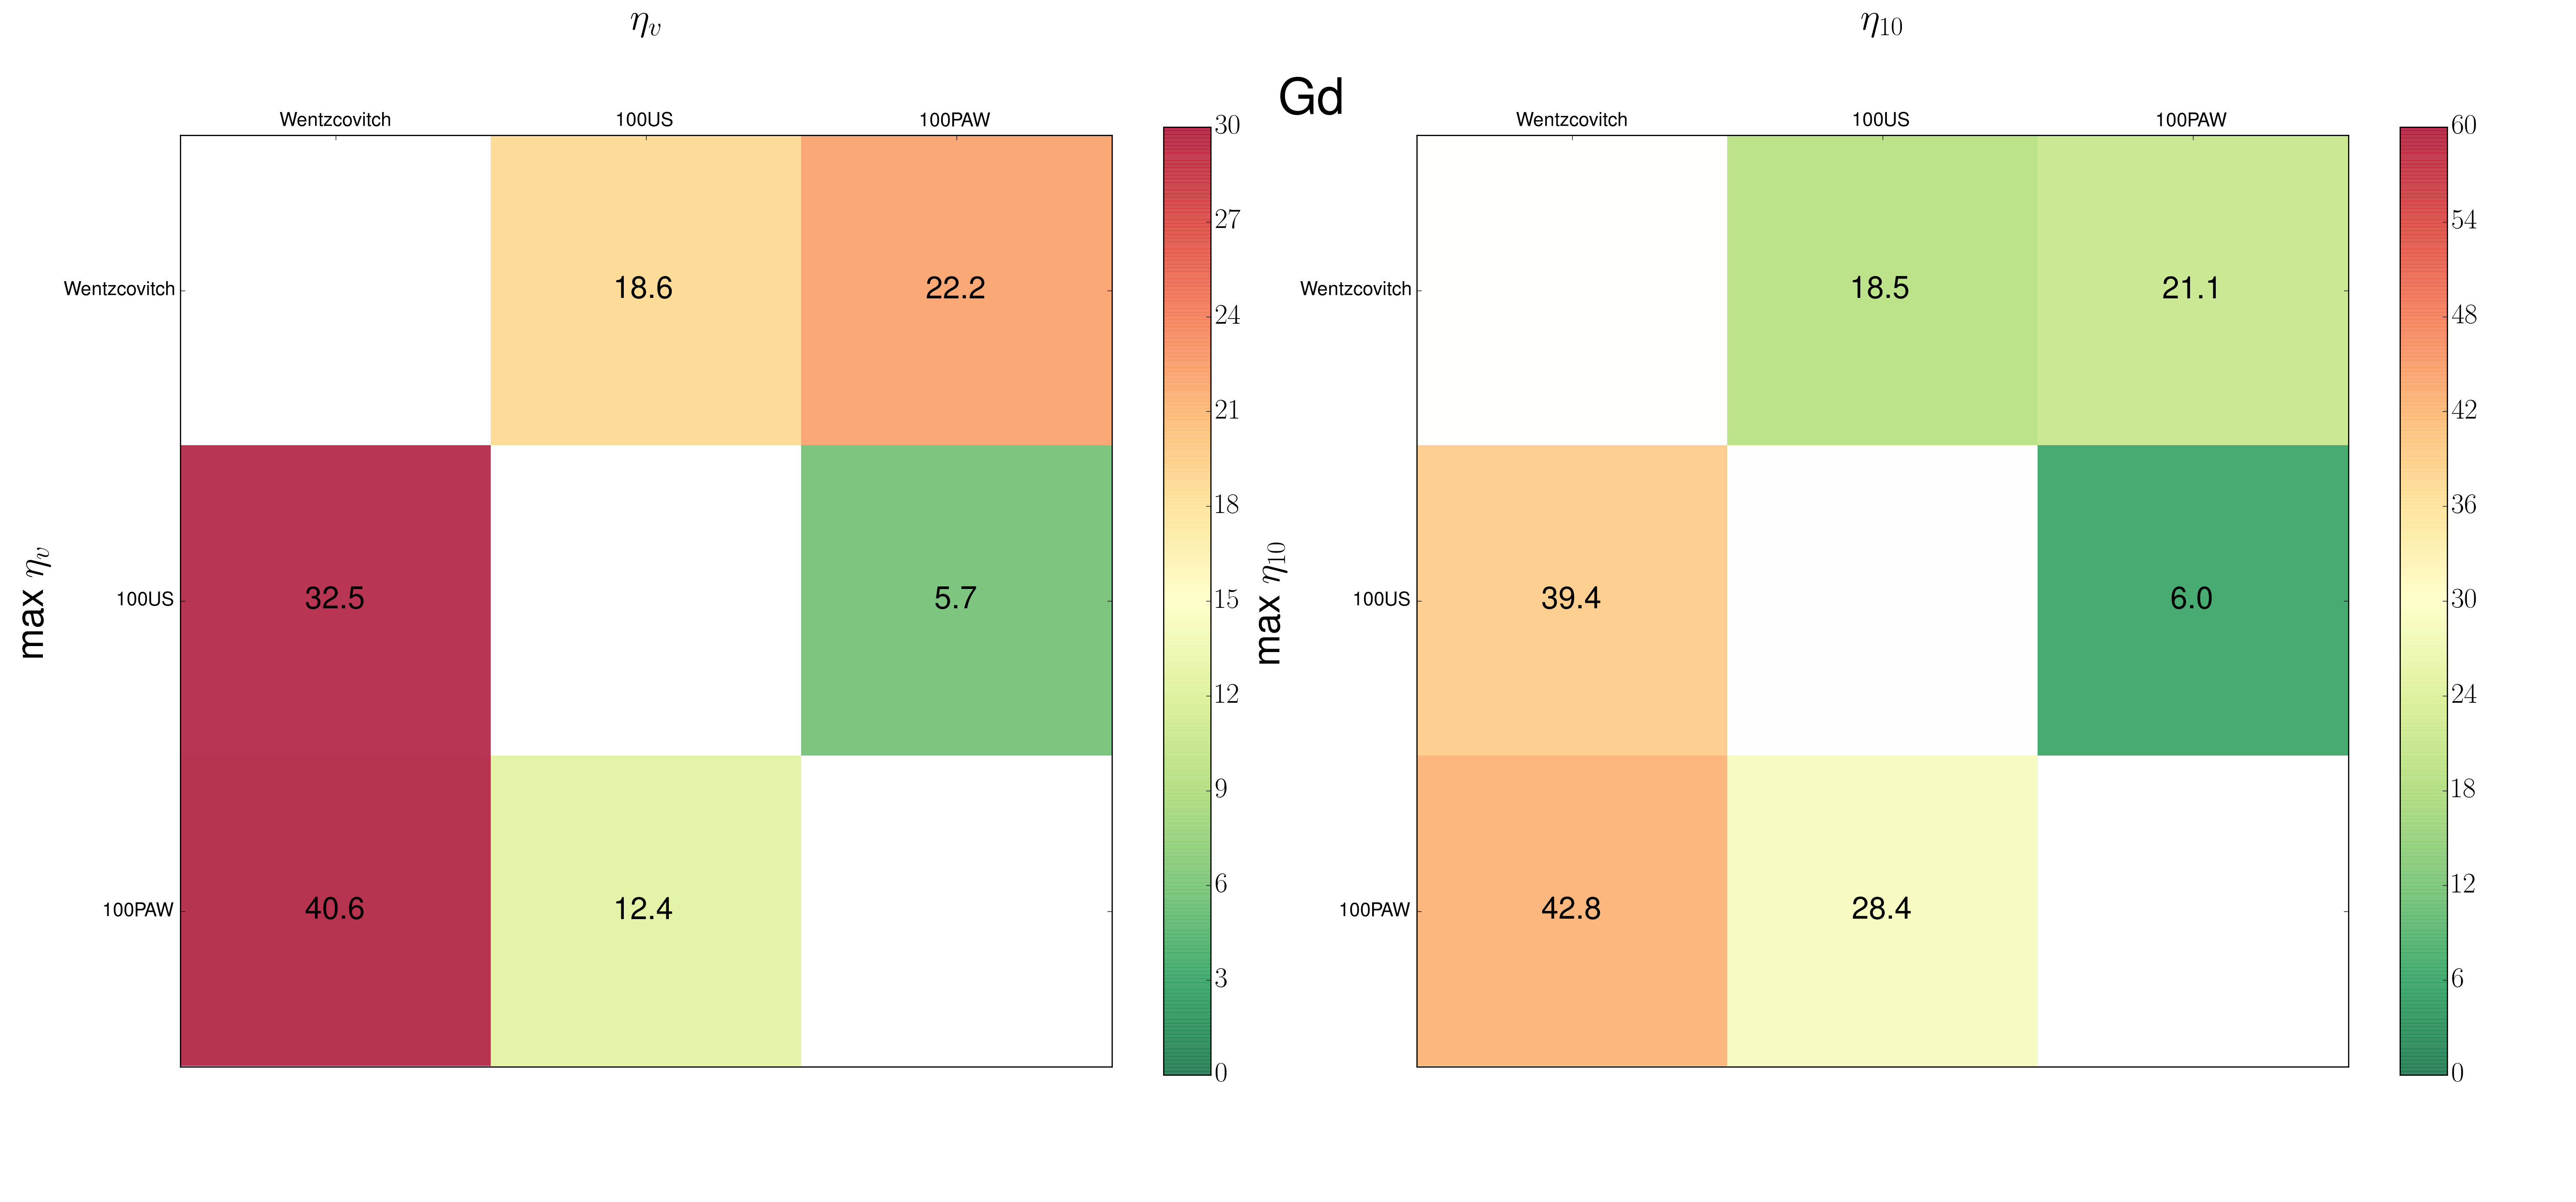 η_v
η_10
Gd
Wentzcovitch 100US 100PAW
Wentzcovitch 100US 100PAW
Wentzcovitch 18.6 22.2
100US 32.5 5.7
100PAW 40.6 12.4
max η_v
30
27
24
21
18
15
12
9
6
3
0
Wentzcovitch 18.5 21.1
100US 39.4 6.0
100PAW 42.8 28.4
max η_10
60
54
48
42
36
30
24
18
12
6
0